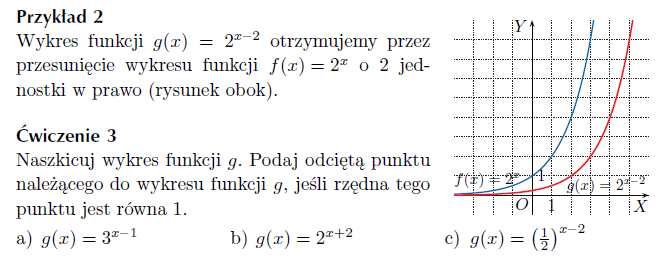 Przykład 2
Wykres funkcji g(x) = 2^{x−2} otrzymujemy przez
przesunięcie wykresu funkcji f(x) = 2^x o 2 jed-
nostki w prawo (rysunek obok).
Ćwiczenie 3
Naszkicuj wykres funkcji g. Podaj odciętą punktu
należącego do wykresu funkcji g, jeśli rzędna tego
punktu jest równa 1.
a) g(x) = 3^{x−1} b) g(x) = 2^{x+2} c) g(x) = (1/2)^{x−2}
Y
f(x) = 2^x 1 g(x) = 2^{x−2}
O 1 X